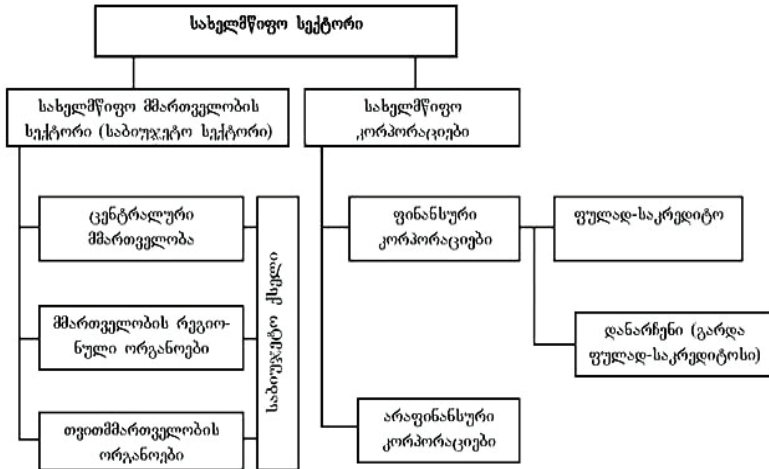 სახელმწიფო სექტორი
სახელმწიფო მმართველობის
სექტორი (საბიუჯეტო სექტორი)
სახელმწიფო
კორპორაციები
ცენტრალური
მმართველობა
საბიუჯეტო ქსელი
ფინანსური
კორპორაციები
ფულად-საკრედიტო
მმართველობის რეგიო-
ნული ორგანოები
დანარჩენი (გარდა
ფულად-საკრედიტოსი)
თვითმმართველობის
ორგანოები
არაფინანსური
კორპორაციები